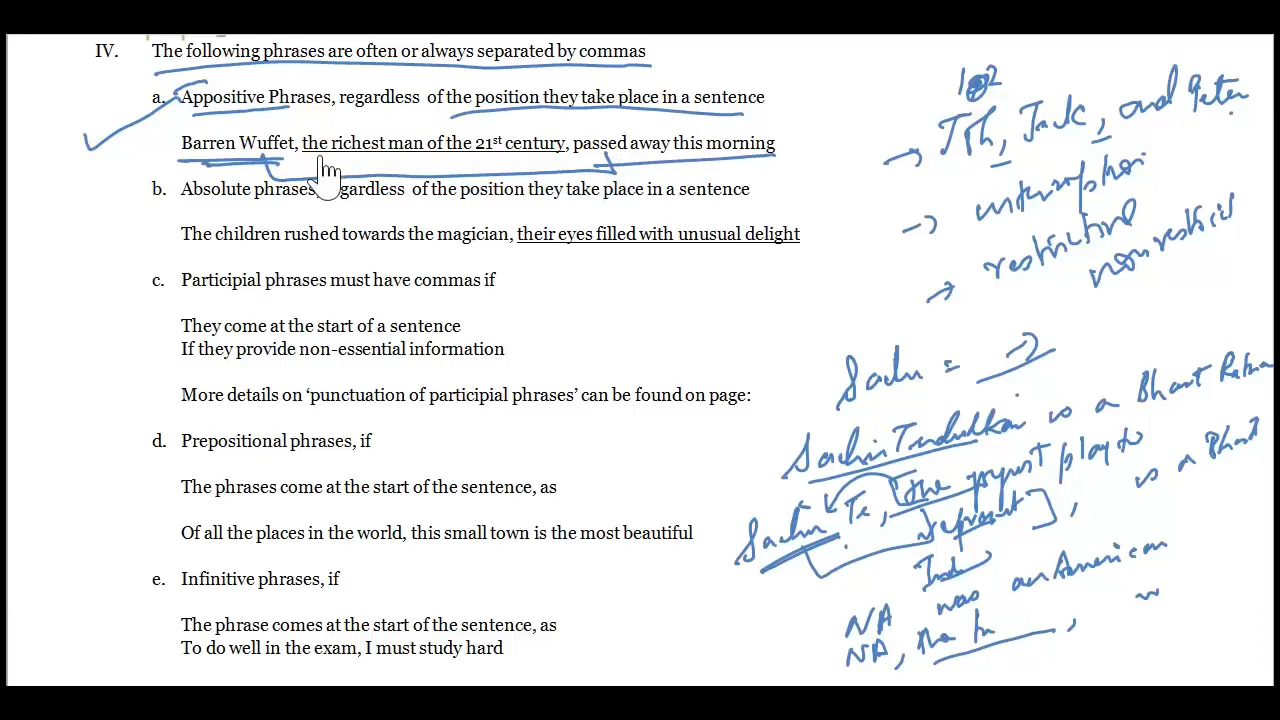 IV. The following phrases are often or always separated by commas
a. Appositive Phrases, regardless of the position they take place in a sentence
Barren Wuffet, the richest man of the 21st century, passed away this morning
b. Absolute phrases, regardless of the position they take place in a sentence
The children rushed towards the magician, their eyes filled with unusual delight
c. Participial phrases must have commas if
They come at the start of a sentence
If they provide non-essential information
More details on ‘punctuation of participial phrases’ can be found on page:
d. Prepositional phrases, if
The phrases come at the start of the sentence, as
Of all the places in the world, this small town is the most beautiful
e. Infinitive phrases, if
The phrase comes at the start of the sentence, as
To do well in the exam, I must study hard
Jack, and Peter
interruption
restrictive
Sachin Tendulkar is a Bharat Ratna
Sachin Te, [the youngest play to
represent], is a Bharat
NA was an American
NA, the